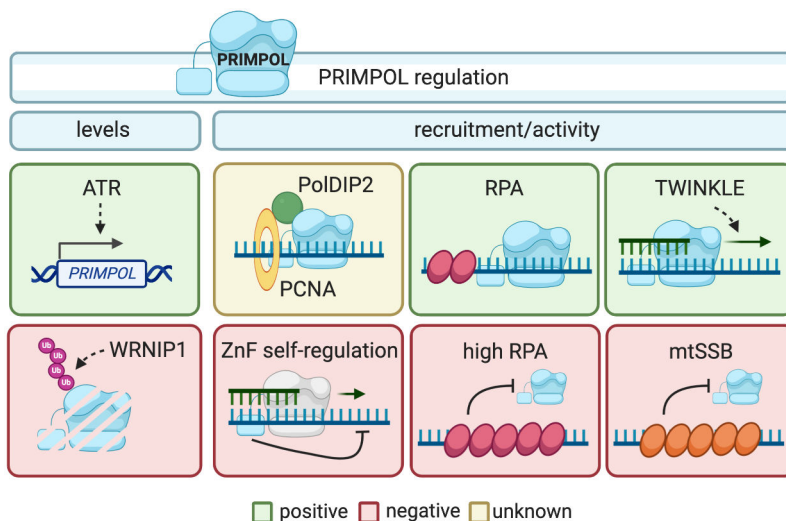 PRIMPOL
PRIMPOL regulation
levels
recruitment/activity
ATR
PRIMPOL
PolDIP2
PCNA
RPA
TWINKLE
Ub
Ub
Ub
Ub
WRNIP1
ZnF self-regulation
high RPA
mtSSB
positive
negative
unknown